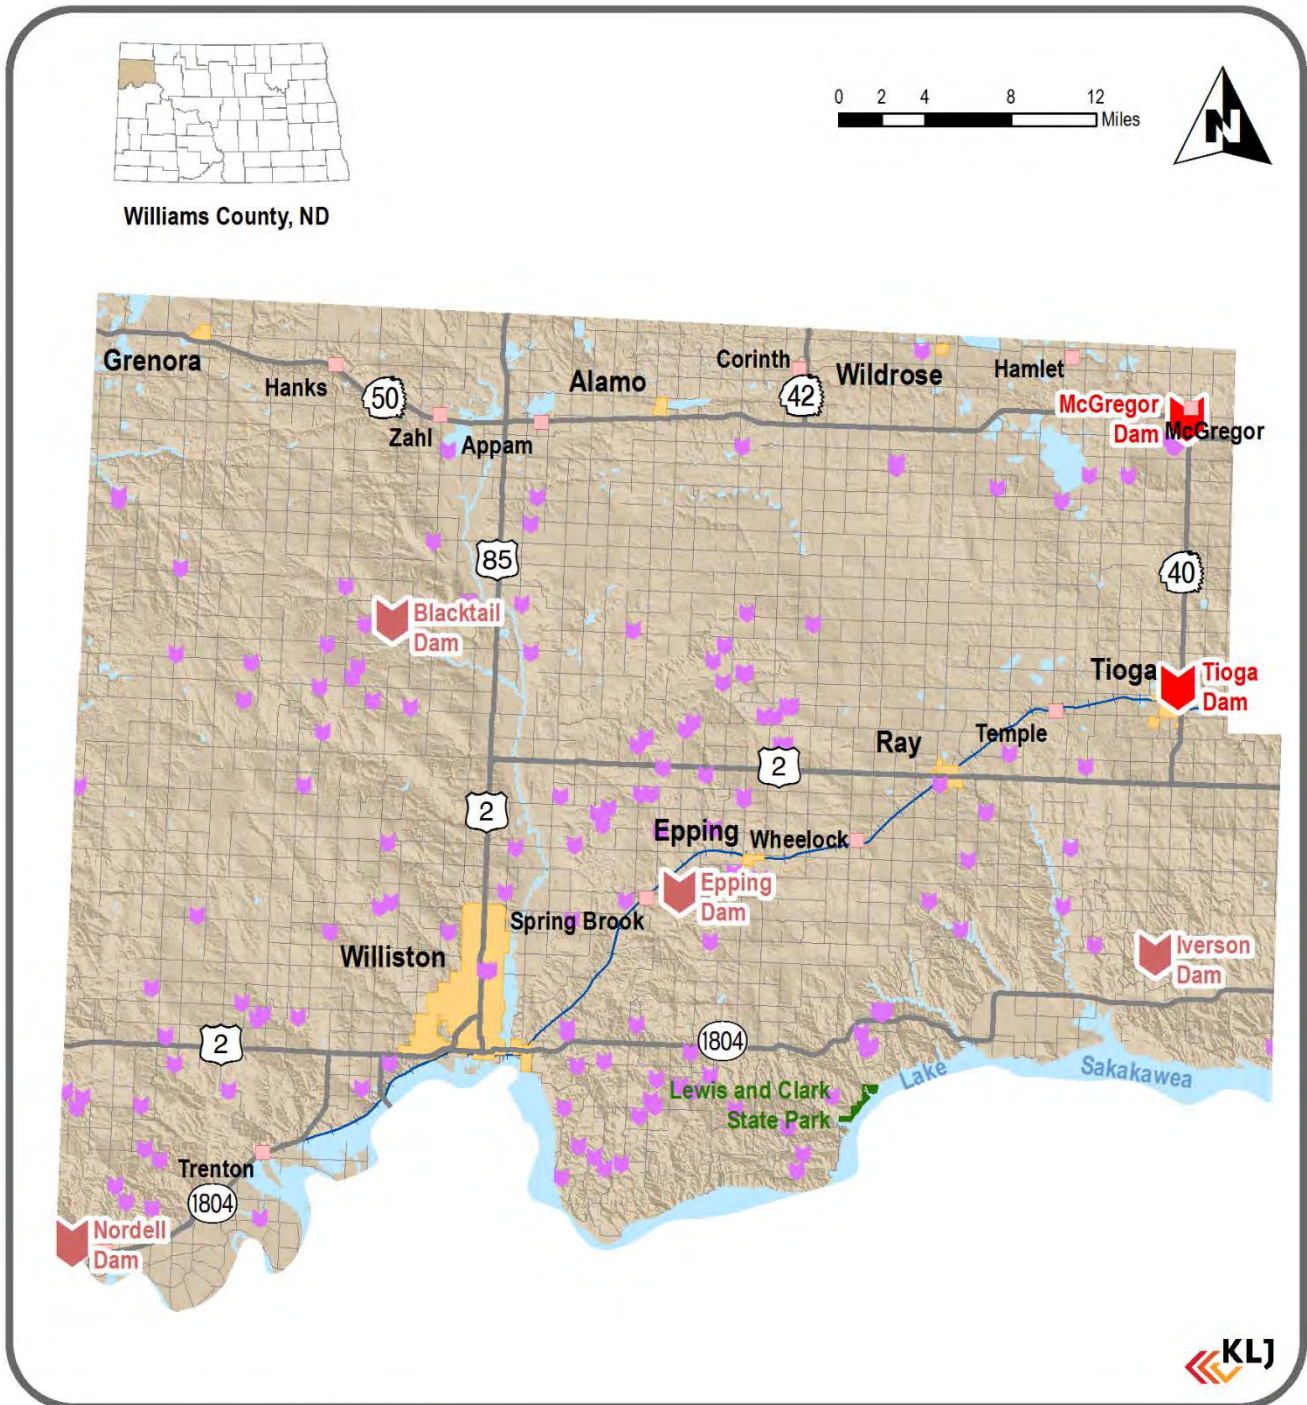 0 2 4 8 12
Miles
N
Williams County, ND
Grenora
Hanks
50
Zahl
Appam
Alamo
Corinth
42
Wildrose
Hamlet
McGregor
Dam
McGregor
85
40
Blacktail
Dam
Tioga
Tioga
Dam
Temple
Ray
2
2
Epping
Wheelock
Epping
Dam
Spring Brook
Williston
Iverson
Dam
2
1804
Lewis and Clark
State Park
Lake
Sakakawea
Trenton
1804
Nordell
Dam
KLJ